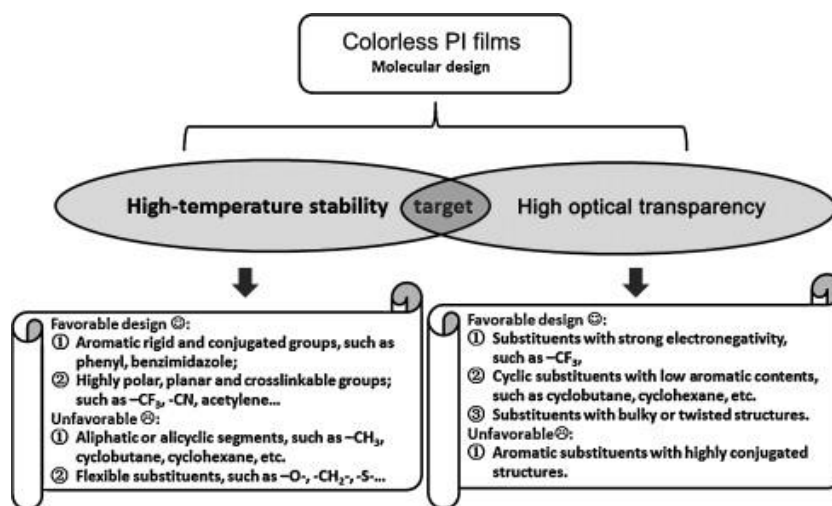 Colorless PI films
Molecular design
High-temperature stability
target
High optical transparency
Favorable design ☺:
① Aromatic rigid and conjugated groups, such as
phenyl, benzimidazole;
② Highly polar, planar and crosslinkable groups;
such as –CF₃, -CN, acetylene...
Unfavorable ☹:
① Aliphatic or alicyclic segments, such as –CH₃,
cyclobutane, cyclohexane, etc.
② Flexible substituents, such as –O-, -CH₂-, -S-...
Favorable design ☺:
① Substituents with strong electronegativity,
such as –CF₃,
② Cyclic substituents with low aromatic contents,
such as cyclobutane, cyclohexane, etc.
③ Substituents with bulky or twisted structures.
Unfavorable☹:
① Aromatic substituents with highly conjugated
structures.